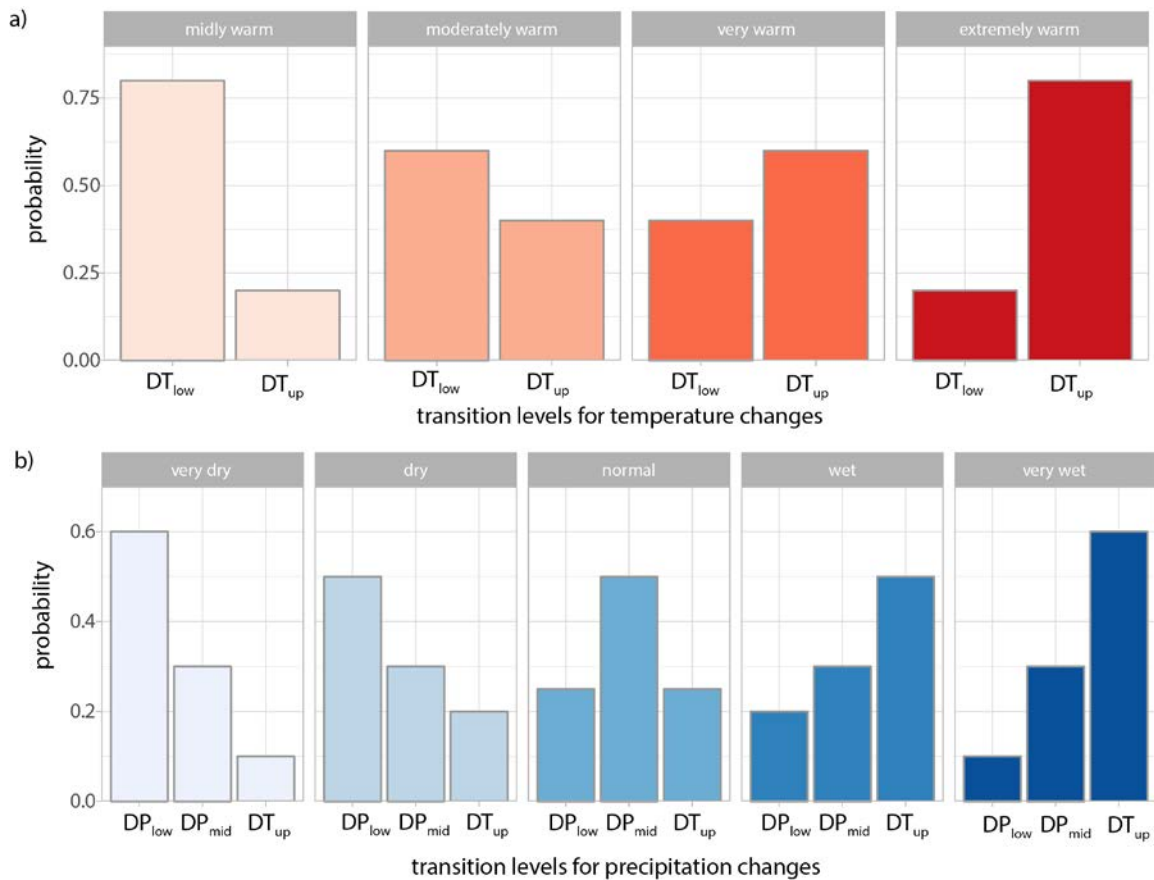 a)
midly warm
moderately warm
very warm
extremely warm
probability
0.75
0.50
0.25
0.00
DTlow DTup DTlow DTup DTlow DTup DTlow DTup
transition levels for temperature changes
b)
very dry
dry
normal
wet
very wet
probability
0.6
0.4
0.2
0.0
DPlow DPmid DTup DPlow DPmid DTup DPlow DPmid DTup DPlow DPmid DTup DPlow DPmid DTup
transition levels for precipitation changes